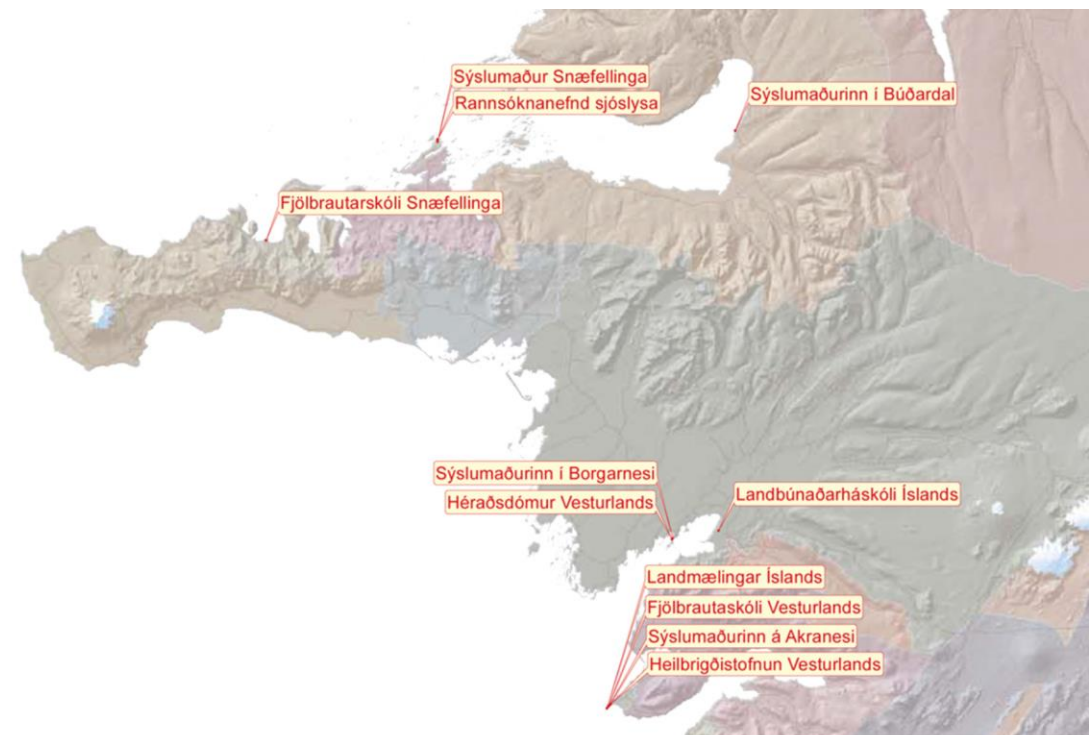 Sýslumaður Snæfellinga
Rannsóknanefnd sjóslysa
Sýslumaðurinn í Búðardal
Fjölbrautarskóli Snæfellinga
Sýslumaðurinn í Borgarnesi
Héraðsdómur Vesturlands
Landbúnaðarháskóli Íslands
Landmælingar Íslands
Fjölbrautaskóli Vesturlands
Sýslumaðurinn á Akranesi
Heilbrigðistofnun Vesturlands